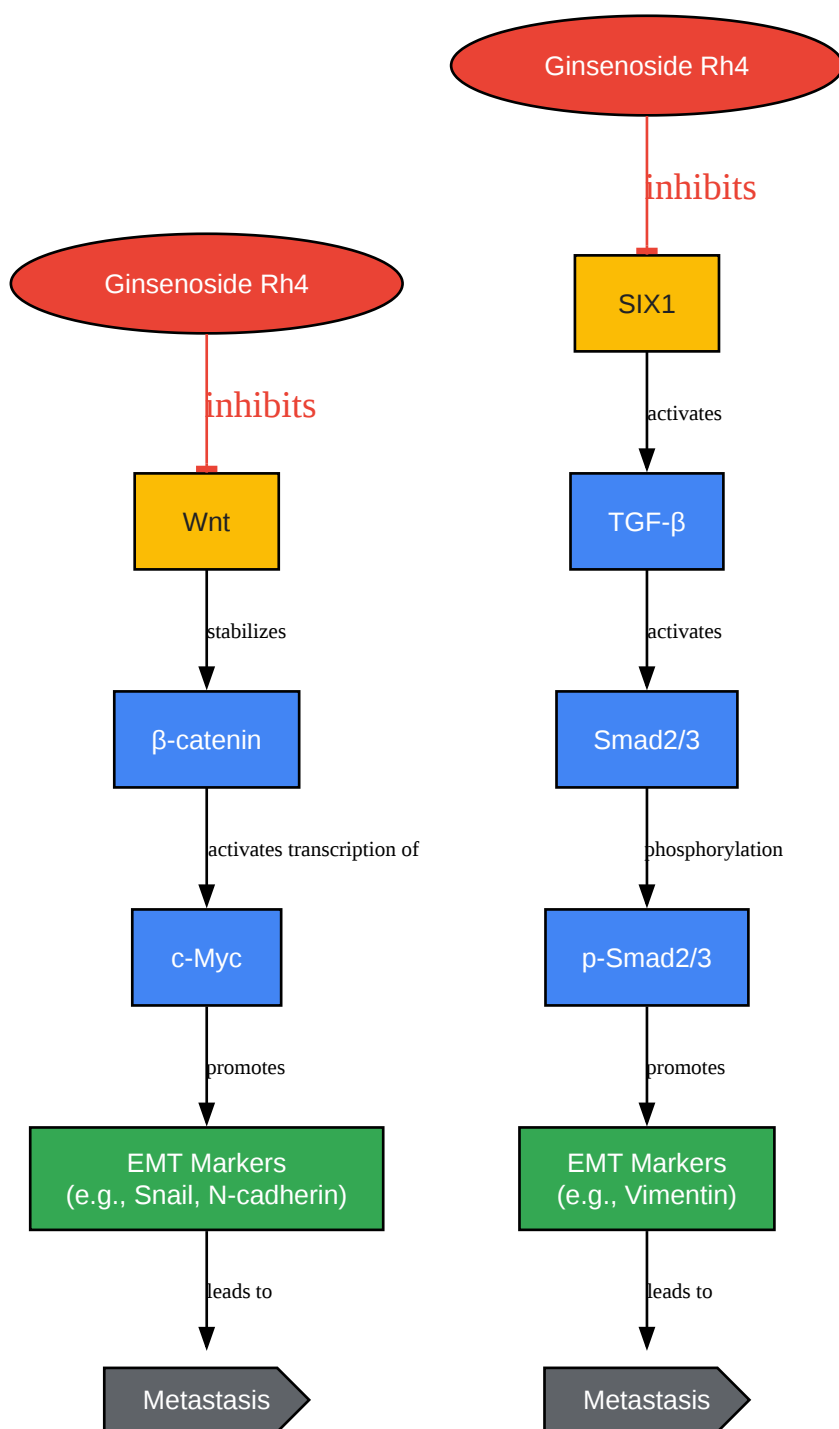 Ginsenoside Rh4
inhibits
Wnt
stabilizes
β-catenin
activates transcription of
c-Myc
promotes
EMT Markers
(e.g., Snail, N-cadherin)
leads to
Metastasis
Ginsenoside Rh4
inhibits
SIX1
activates
TGF-β
activates
Smad2/3
phosphorylation
p-Smad2/3
promotes
EMT Markers
(e.g., Vimentin)
leads to
Metastasis